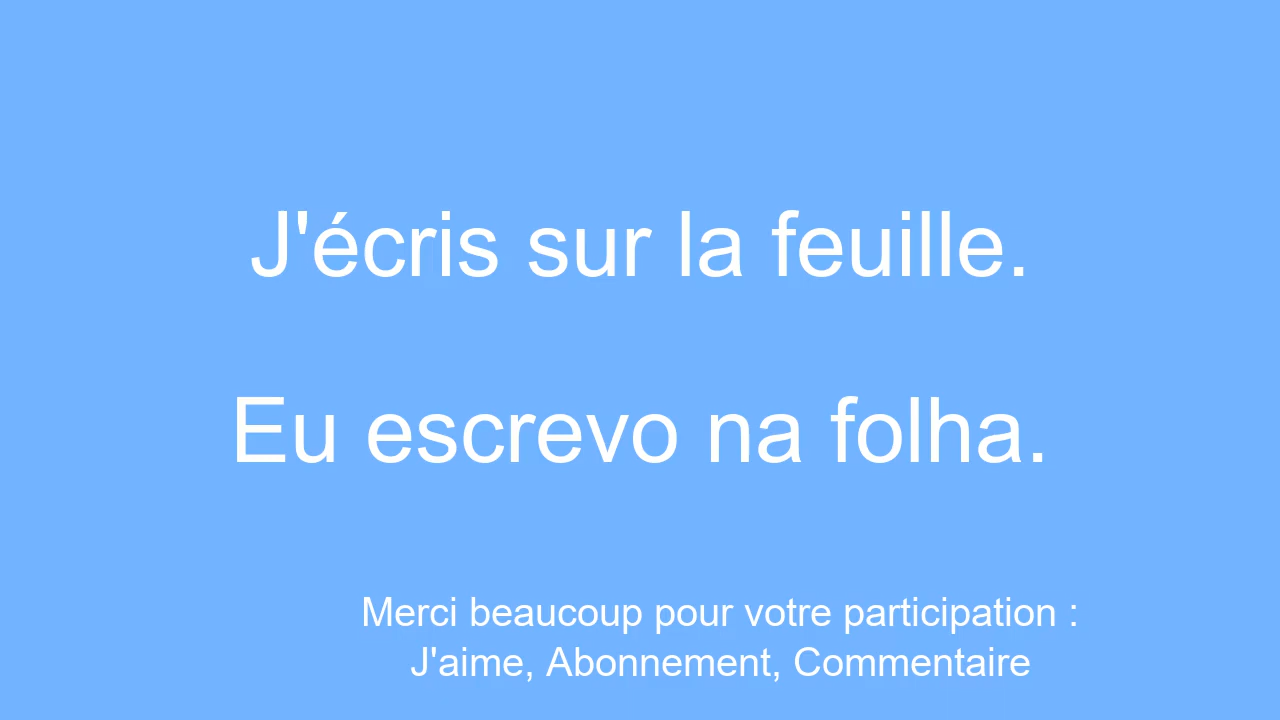 J'écris sur la feuille.
Eu escrevo na folha.
Merci beaucoup pour votre participation :
J'aime, Abonnement, Commentaire